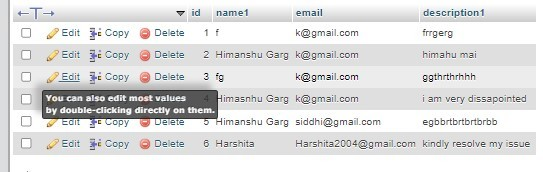 ←T→ id name1 email description1
Edit Copy Delete 1 f k@gmail.com frrgerg
Edit Copy Delete 2 Himanshu Garg k@gmail.com himahu mai
Edit Copy Delete 3 fg k@gmail.com ggthrthrhhh
You can also edit most values
by double-clicking directly on them.
4 Himasnhu Garg k@gmail.com i am very dissapointed
5 Himanshu Garg siddhi@gmail.com egbbrtbrtbrtbrbb
Edit Copy Delete 6 Harshita Harshita2004@gmail.com kindly resolve my issue